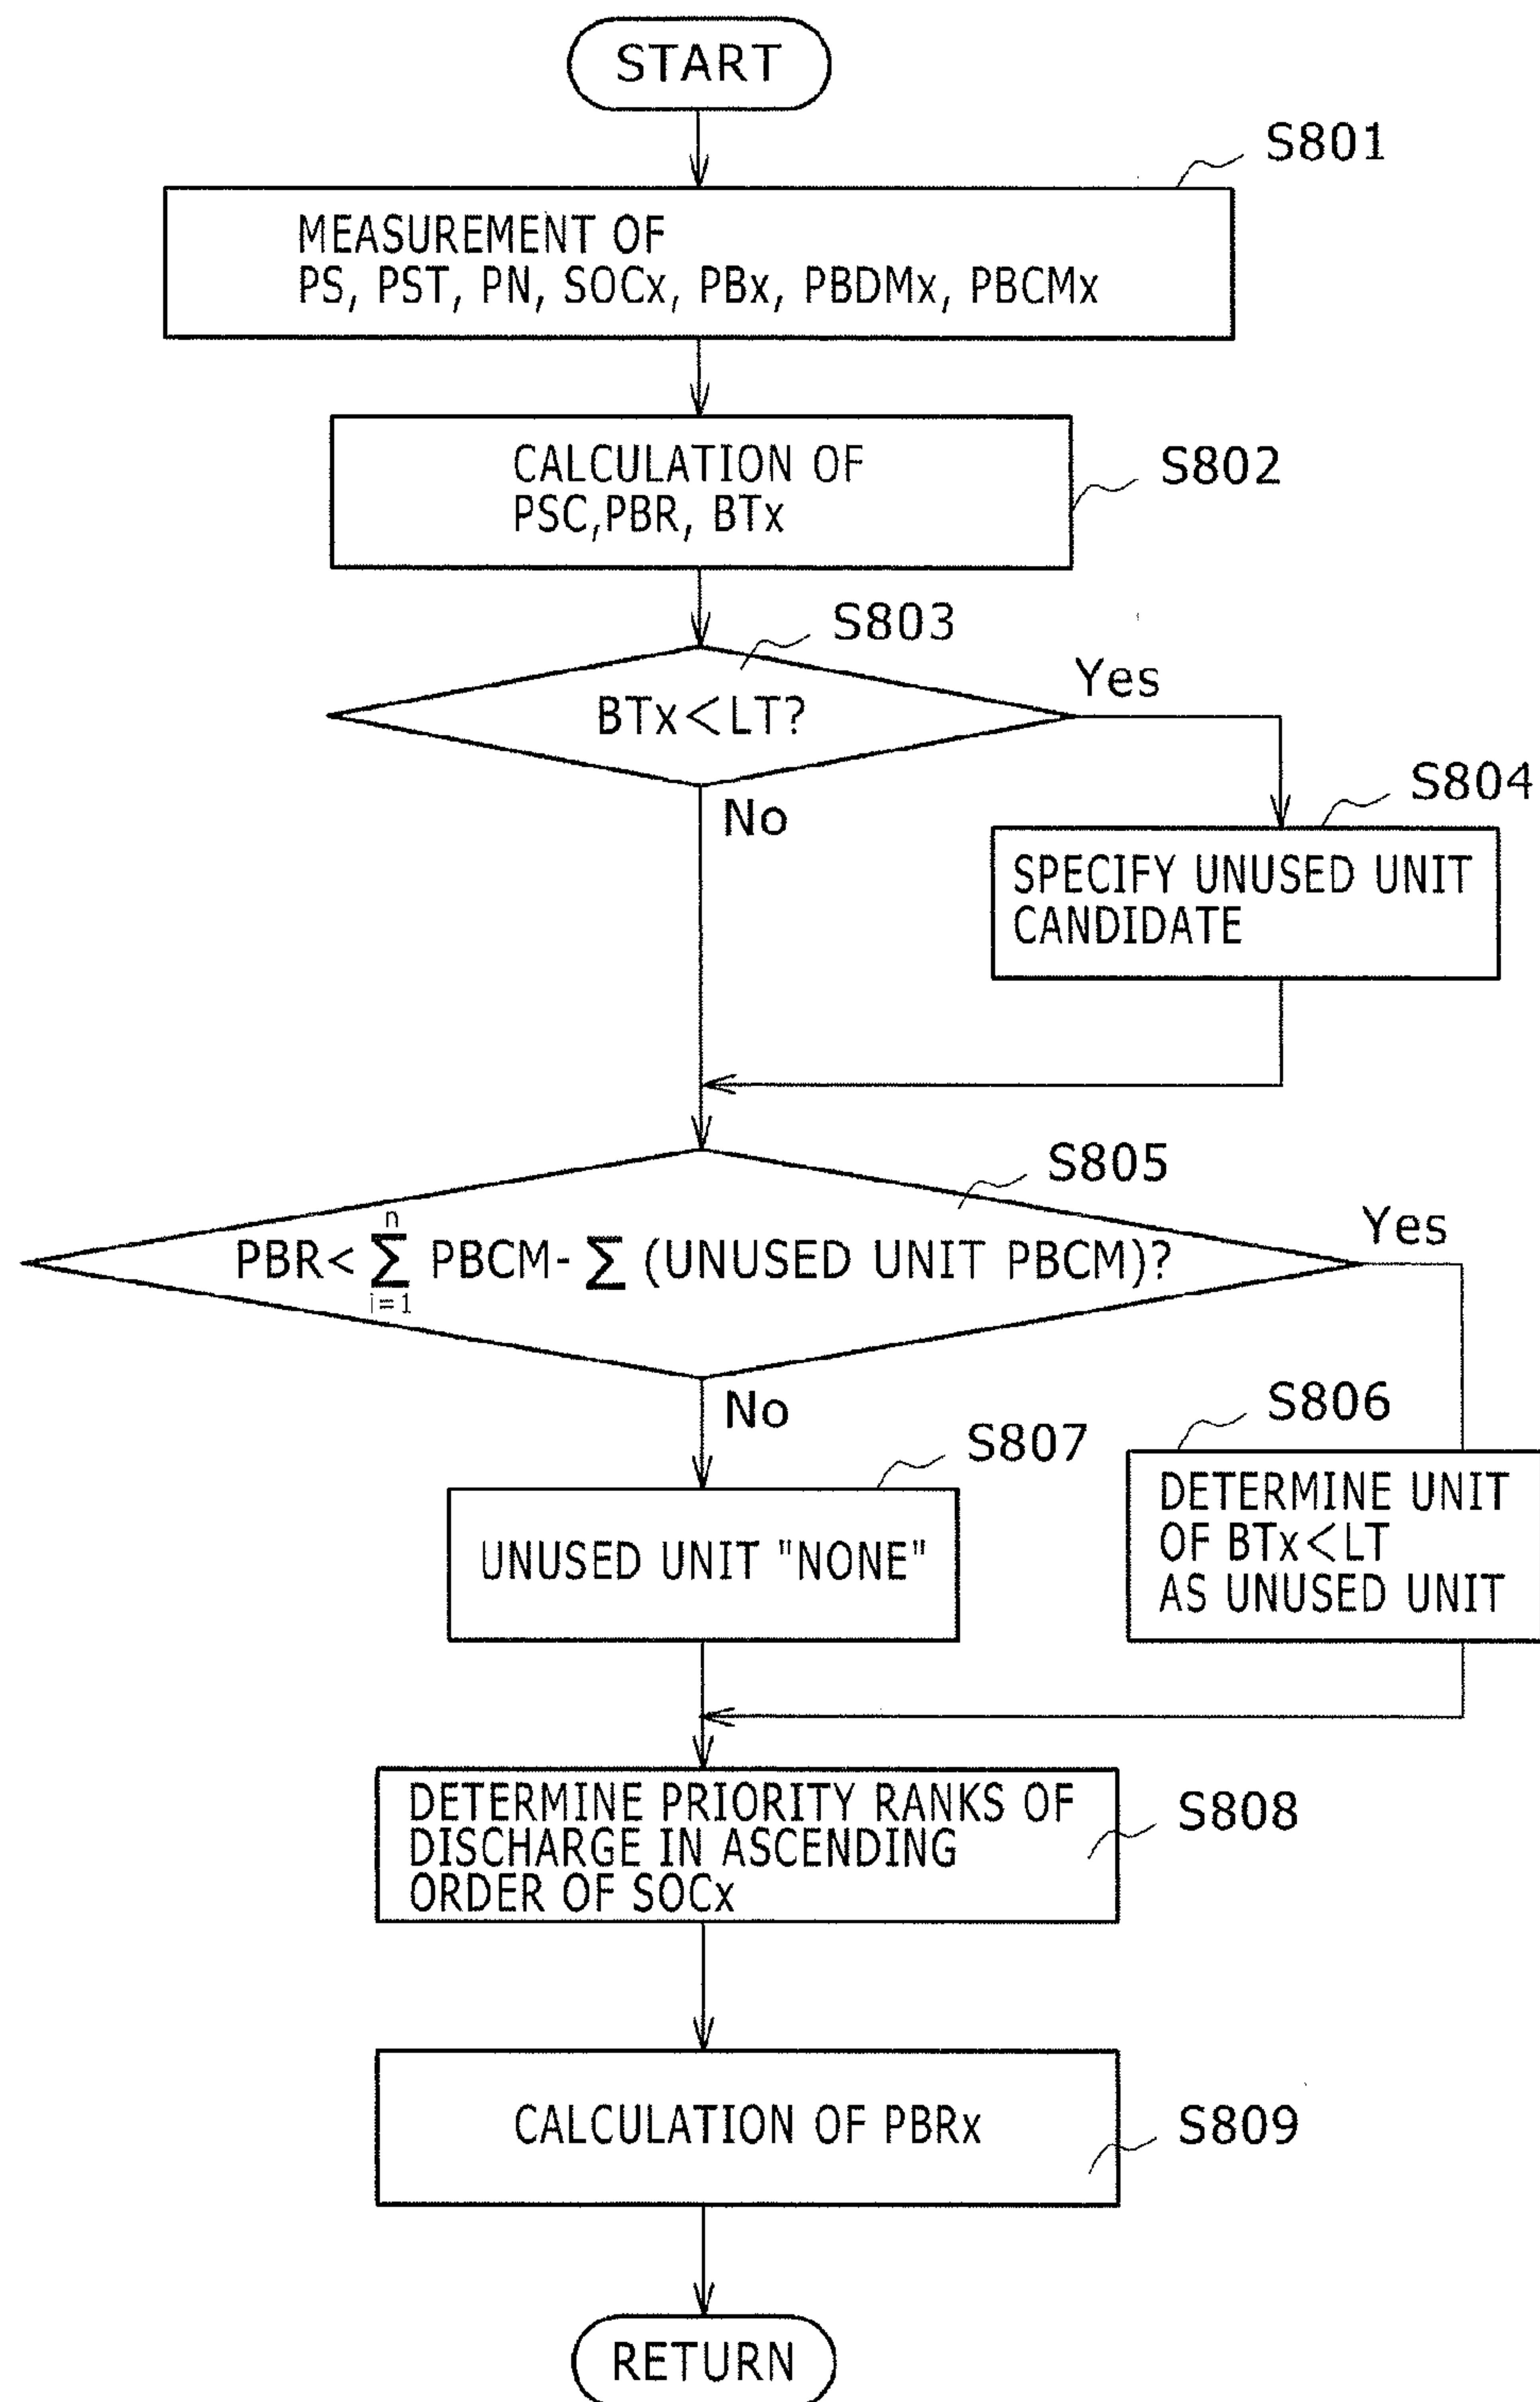 START
S801
MEASUREMENT OF
PS, PST, PN, SOCx, PBx, PBDMx, PBCMx
CALCULATION OF
PSC,PBR, BTx
S802
S803
BTx<LT?
Yes
No
S804
SPECIFY UNUSED UNIT
CANDIDATE
S805
PBR< n Σ i=1 PBCM- Σ (UNUSED UNIT PBCM)?
Yes
No
S806
DETERMINE UNIT
OF BTx<LT
AS UNUSED UNIT
S807
UNUSED UNIT "NONE"
DETERMINE PRIORITY RANKS OF
DISCHARGE IN ASCENDING
ORDER OF SOCx
S808
CALCULATION OF PBRx
S809
RETURN